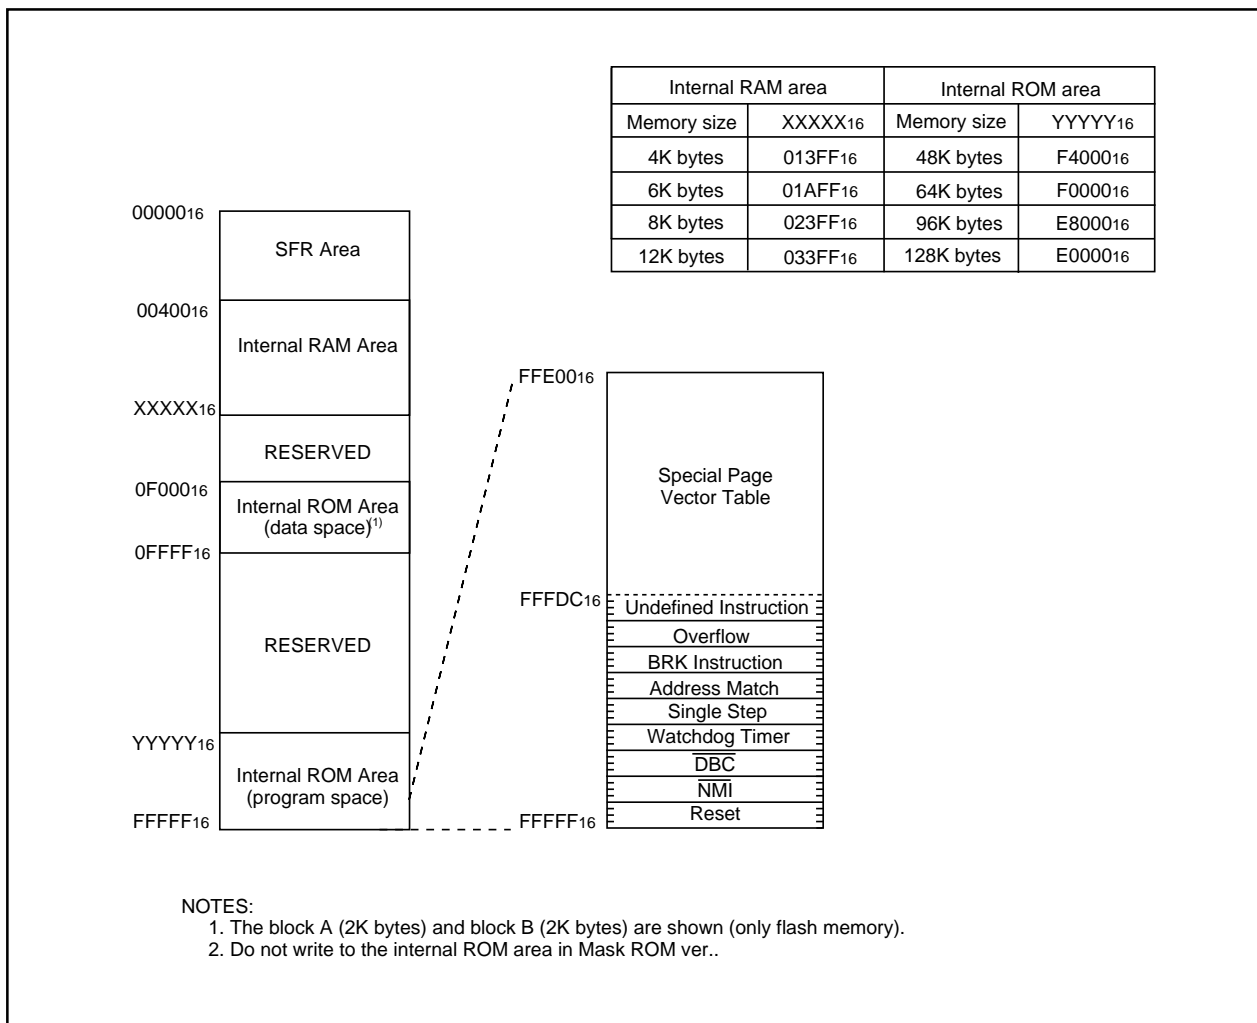 Internal RAM area Internal ROM area
Memory size XXXXX16 Memory size YYYYY16
4K bytes 013FF16 48K bytes F400016
6K bytes 01AFF16 64K bytes F000016
8K bytes 023FF16 96K bytes E800016
12K bytes 033FF16 128K bytes E000016
0000016
SFR Area
0040016
Internal RAM Area
XXXXX16
RESERVED
0F00016
Internal ROM Area
(data space)(1)
0FFFF16
RESERVED
YYYYY16
Internal ROM Area
(program space)
FFFFF16
FFE0016
Special Page
Vector Table
FFFDC16
Undefined Instruction
Overflow
BRK Instruction
Address Match
Single Step
Watchdog Timer
DBC
NMI
Reset
FFFFF16
NOTES:
1. The block A (2K bytes) and block B (2K bytes) are shown (only flash memory).
2. Do not write to the internal ROM area in Mask ROM ver..